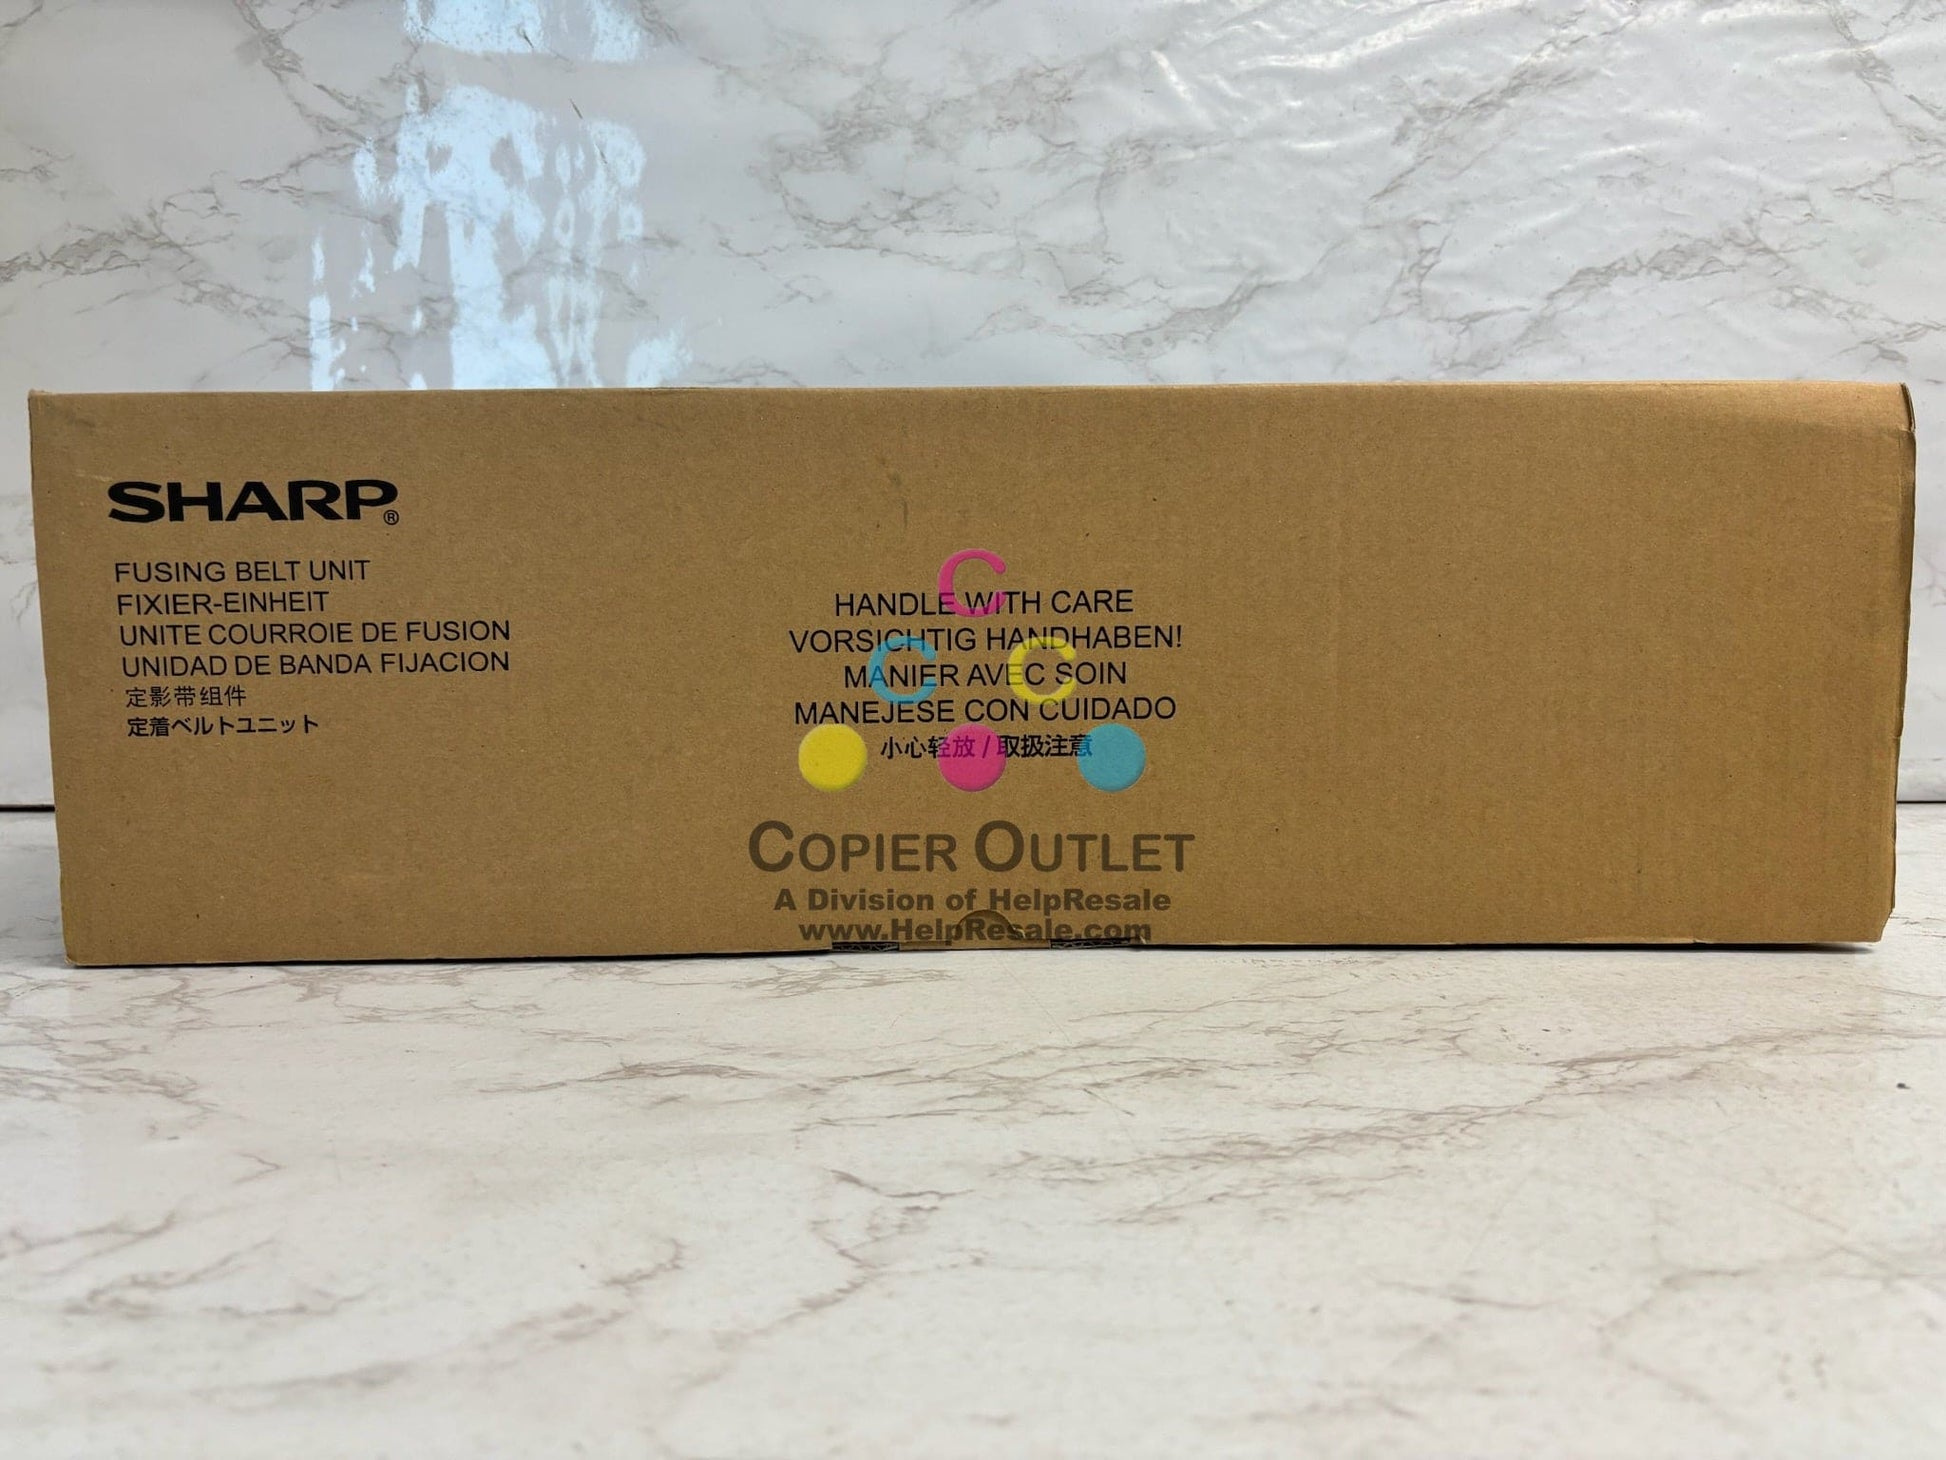 SHARP®
FUSING BELT UNIT
FIXIER-EINHEIT
UNITE COURROIE DE FUSION
UNIDAD DE BANDA FIJACION
定影带组件
定着ベルトユニット
HANDLE WITH CARE
VORSICHTIG HANDHABEN!
MANIER AVEC SOIN
MANEJESE CON CUIDADO
小心轻放 / 取扱注意
C
C C
COPIER OUTLET
A Division of HelpResale
www.HelpResale.com